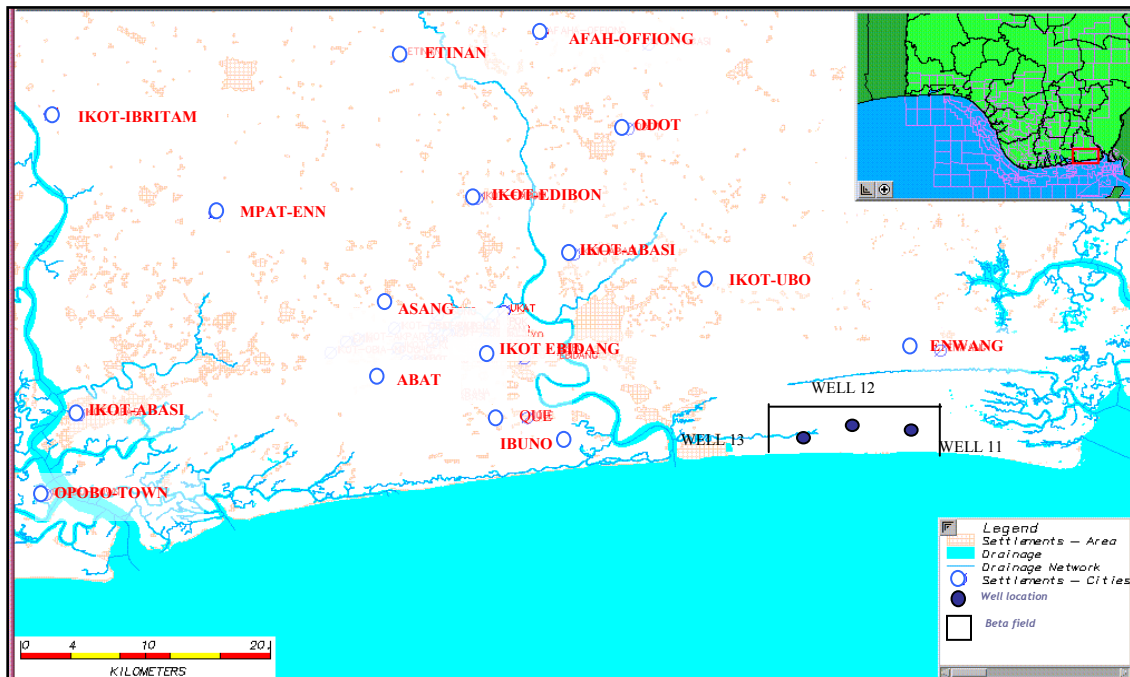 AFAH-OFFIONG
ETINAN
IKOT-IBRITAM
ODOT
IKOT-EDIBON
MPAT-ENN
IKOT-ABASI
IKOT-UBO
ASANG
UKAT
IKOT EBIDANG
ENWANG
ABAT
WELL 12
IKOT-ABASI
QUE
IBUNO
WELL 13
WELL 11
OPOBO-TOWN
Legend
Settlements - Area
Drainage
Drainage Network
Settlements - Cities
Well location
Beta field
0 4 10 20
KILOMETERS